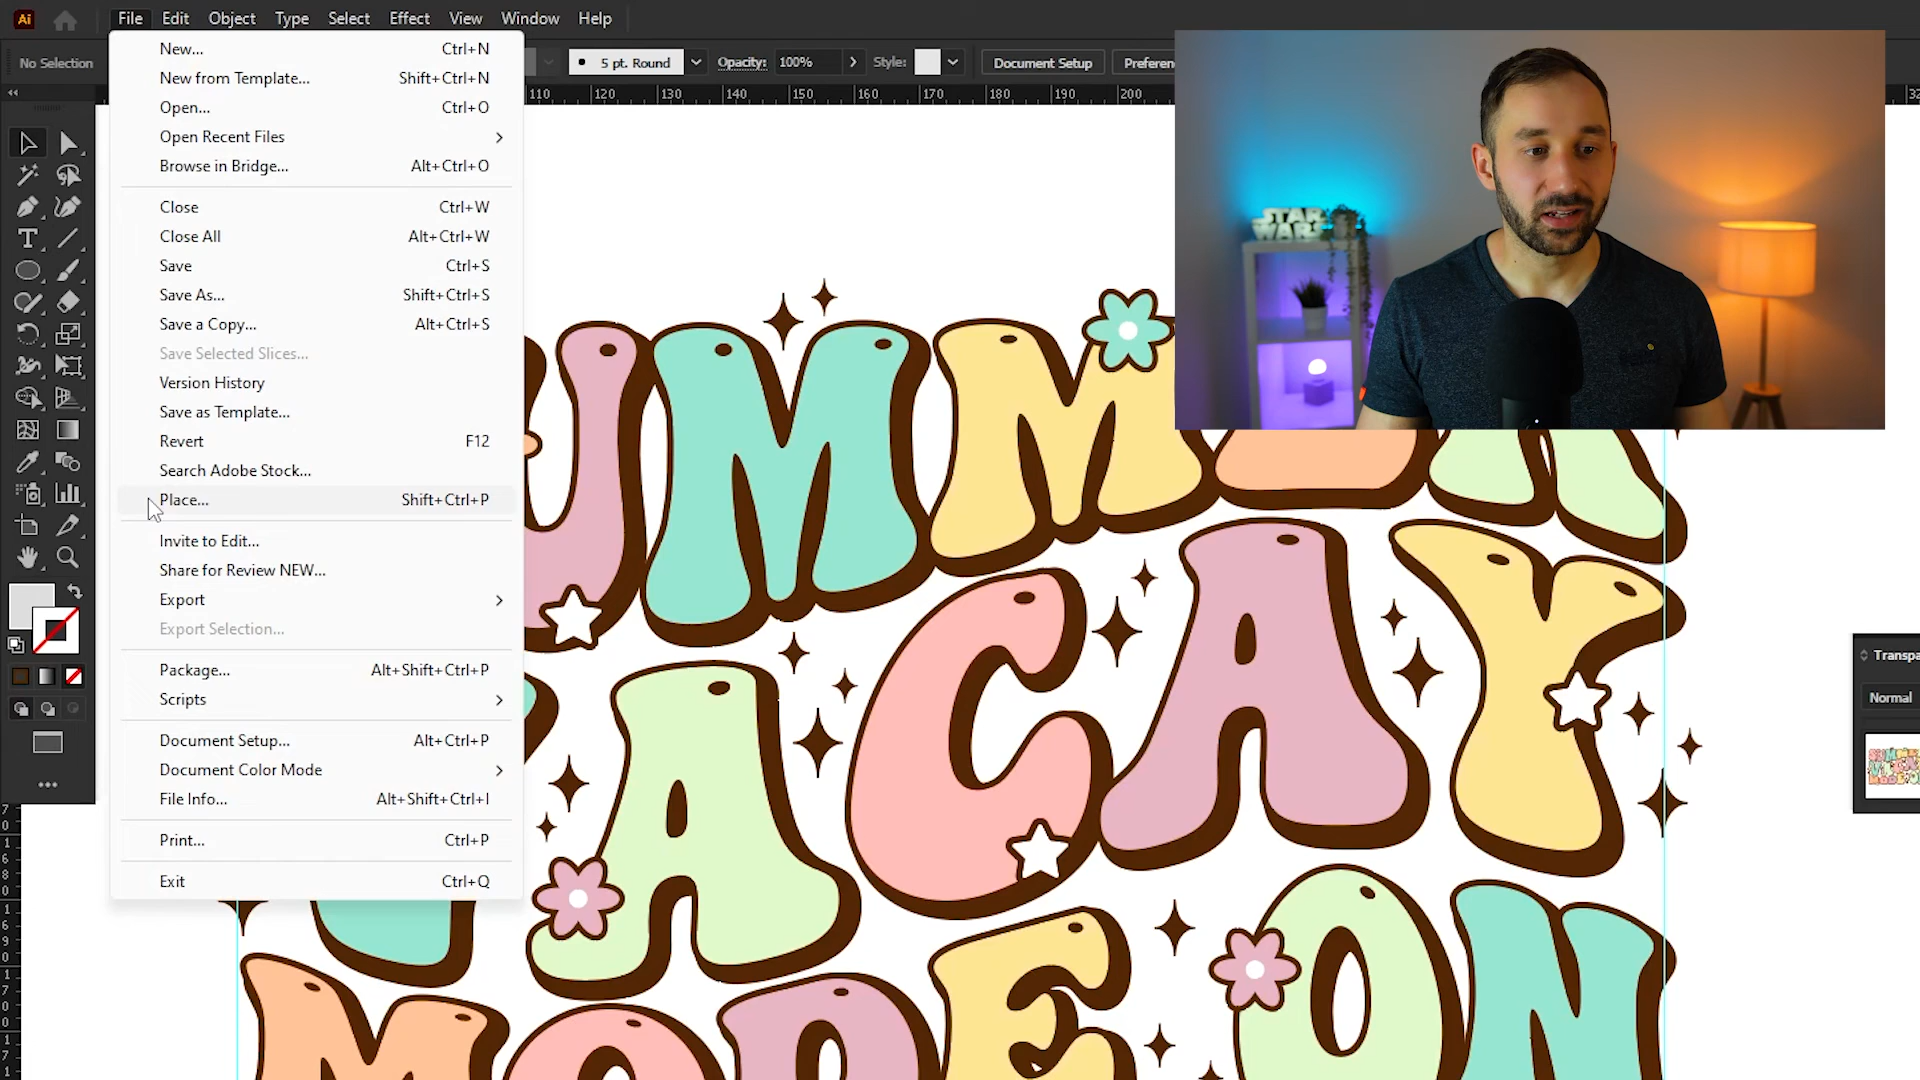 Ai File Edit Object Type Select Effect View Window Help
No Selection 5 pt. Round Opacity: 100% Style: Document Setup Preferen
110 120 130 140 150 160 170 180 190 200
New... Ctrl+N
New from Template... Shift+Ctrl+N
Open... Ctrl+O
Open Recent Files
Browse in Bridge... Alt+Ctrl+O
Close Ctrl+W
Close All Alt+Ctrl+W
Save Ctrl+S
Save As... Shift+Ctrl+S
Save a Copy... Alt+Ctrl+S
Save Selected Slices...
Version History
Save as Template...
Revert F12
Search Adobe Stock...
Place... Shift+Ctrl+P
Invite to Edit...
Share for Review NEW...
Export
Export Selection...
Package... Alt+Shift+Ctrl+P
Scripts
Document Setup... Alt+Ctrl+P
Document Color Mode
File Info... Alt+Shift+Ctrl+I
Print... Ctrl+P
Exit Ctrl+Q
STAR
WARS
UMMER
ACAY
MODE ON
Transpa
Normal